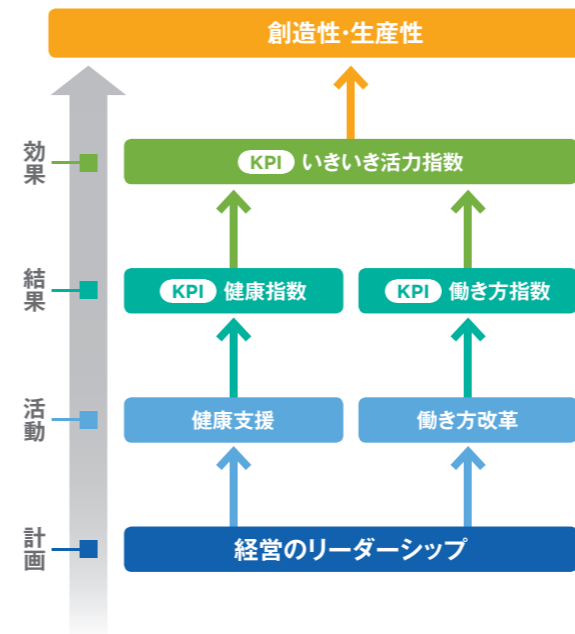 創造性・生産性
効果
KPI いきいき活力指数
結果
KPI 健康指数
KPI 働き方指数
活動
健康支援
働き方改革
計画
経営のリーダーシップ